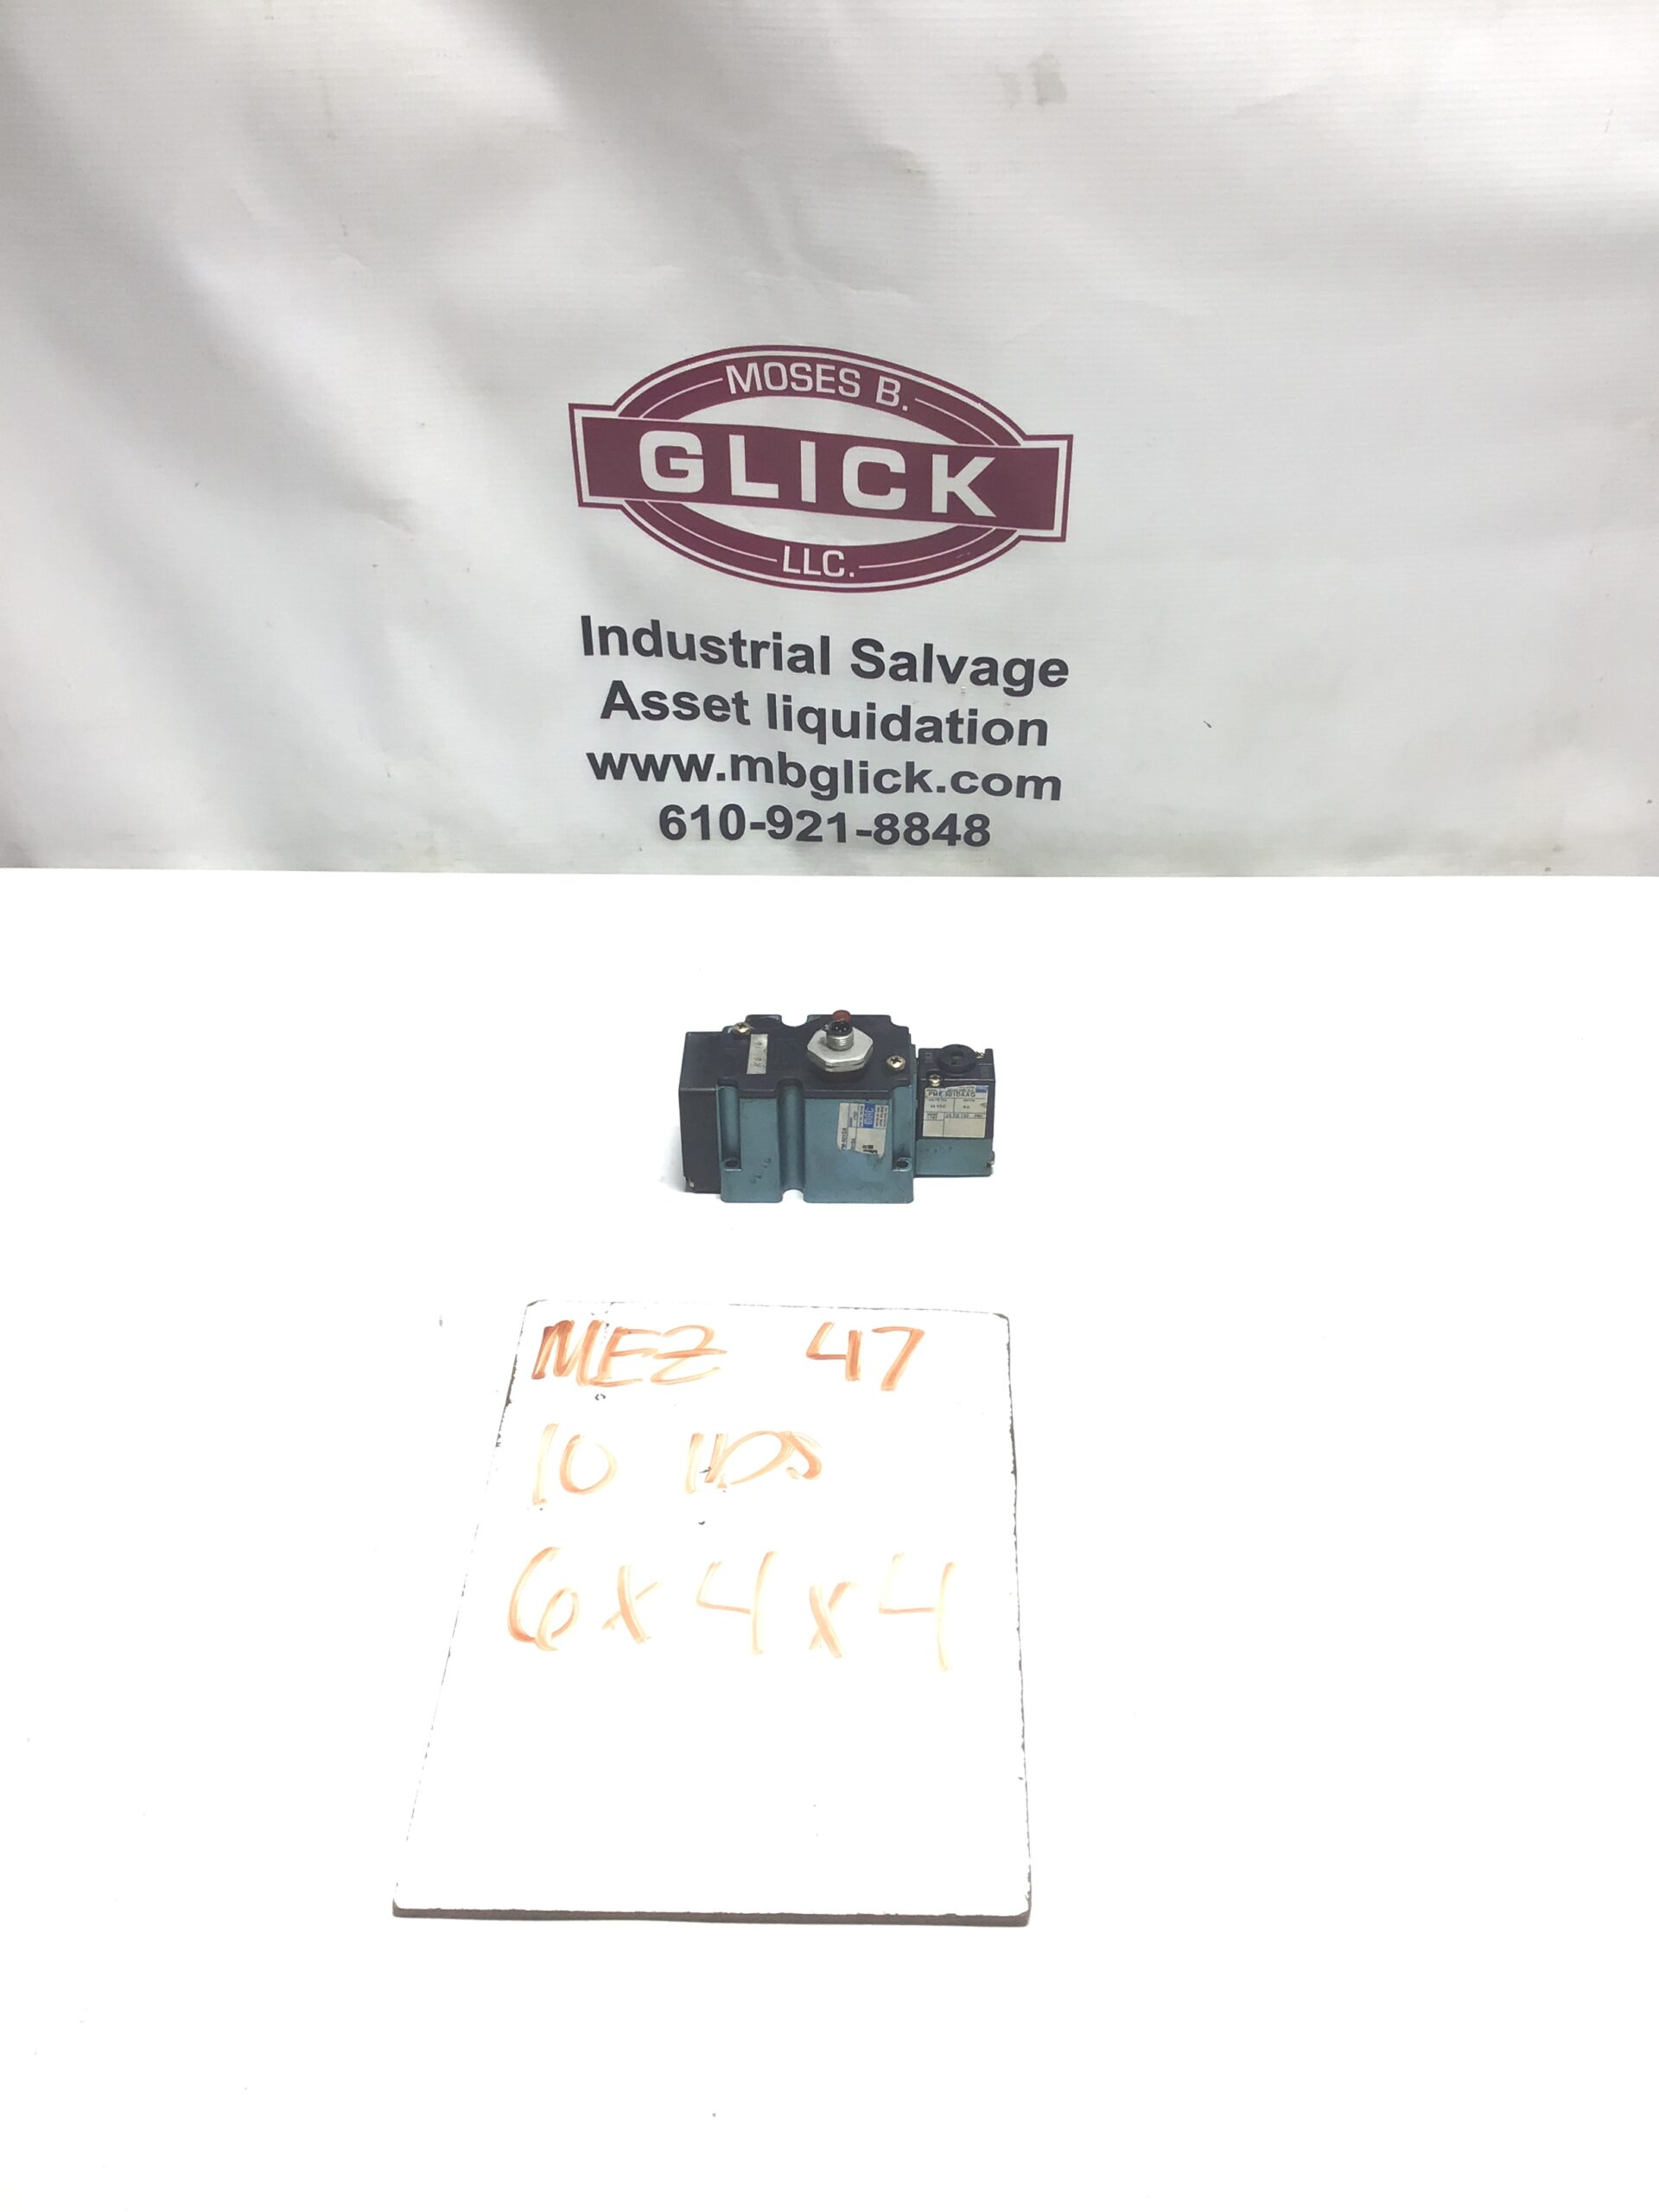 MOSES B.
GLICK
LLC.
Industrial Salvage
Asset liquidation
www.mbglick.com
610-921-8848
MEZ 47
10 lbs
6x4x4